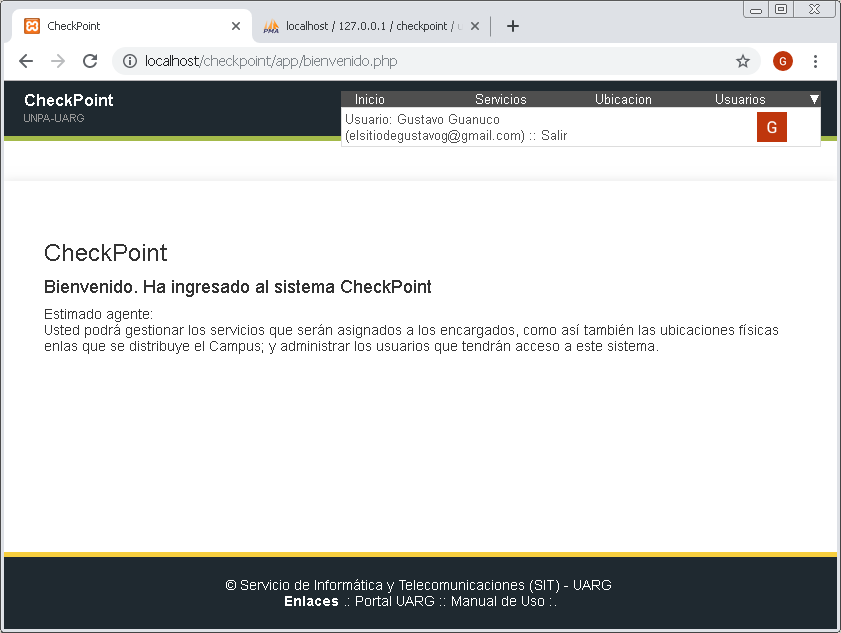 CheckPoint
localhost / 127.0.0.1 / checkpoint /
localhost/checkpoint/app/bienvenido.php
G
CheckPoint
UNPA-UARG
Inicio Servicios Ubicacion Usuarios ▼
Usuario: Gustavo Guanuco
(elsitiodegustavog@gmail.com) :: Salir
G
CheckPoint
Bienvenido. Ha ingresado al sistema CheckPoint
Estimado agente:
Usted podrá gestionar los servicios que serán asignados a los encargados, como así también las ubicaciones físicas
enlas que se distribuye el Campus; y administrar los usuarios que tendrán acceso a este sistema.
© Servicio de Informática y Telecomunicaciones (SIT) - UARG
Enlaces .: Portal UARG :: Manual de Uso :.